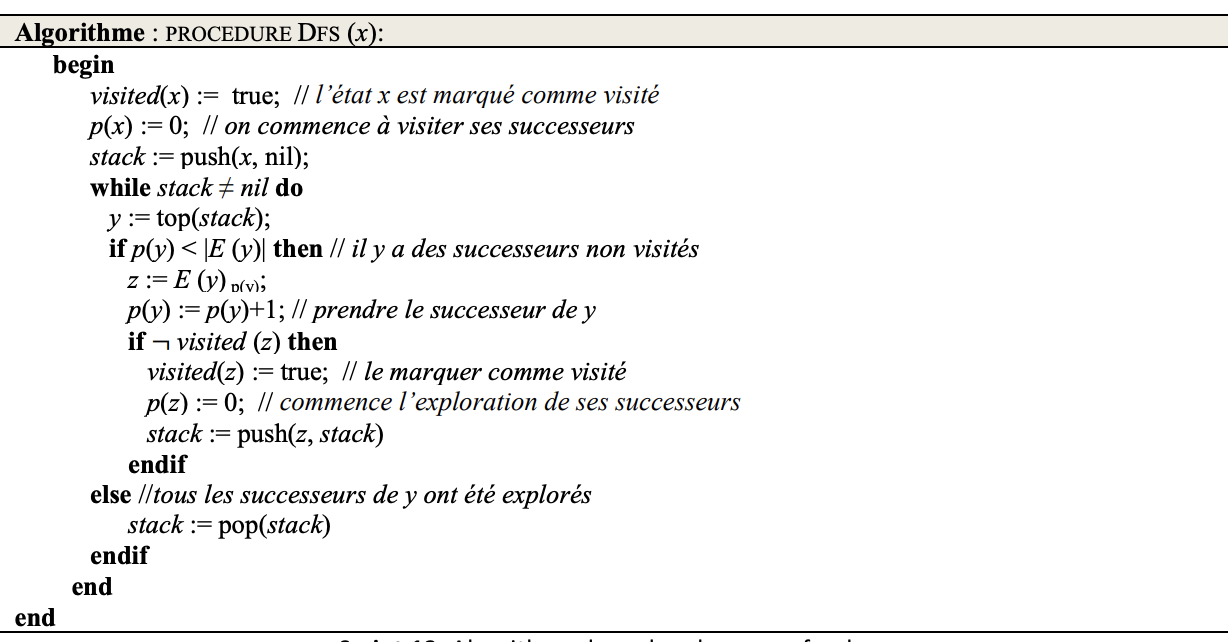 Algorithme : PROCEDURE DFS (x):
begin
visited(x) := true; // l’état x est marqué comme visité
p(x) := 0; // on commence à visiter ses successeurs
stack := push(x, nil);
while stack ≠ nil do
y := top(stack);
if p(y) < |E (y)| then // il y a des successeurs non visités
z := E (y) p(y);
p(y) := p(y)+1; // prendre le successeur de y
if ¬ visited (z) then
visited(z) := true; // le marquer comme visité
p(z) := 0; // commence l’exploration de ses successeurs
stack := push(z, stack)
endif
else //tous les successeurs de y ont été explorés
stack := pop(stack)
endif
end
end